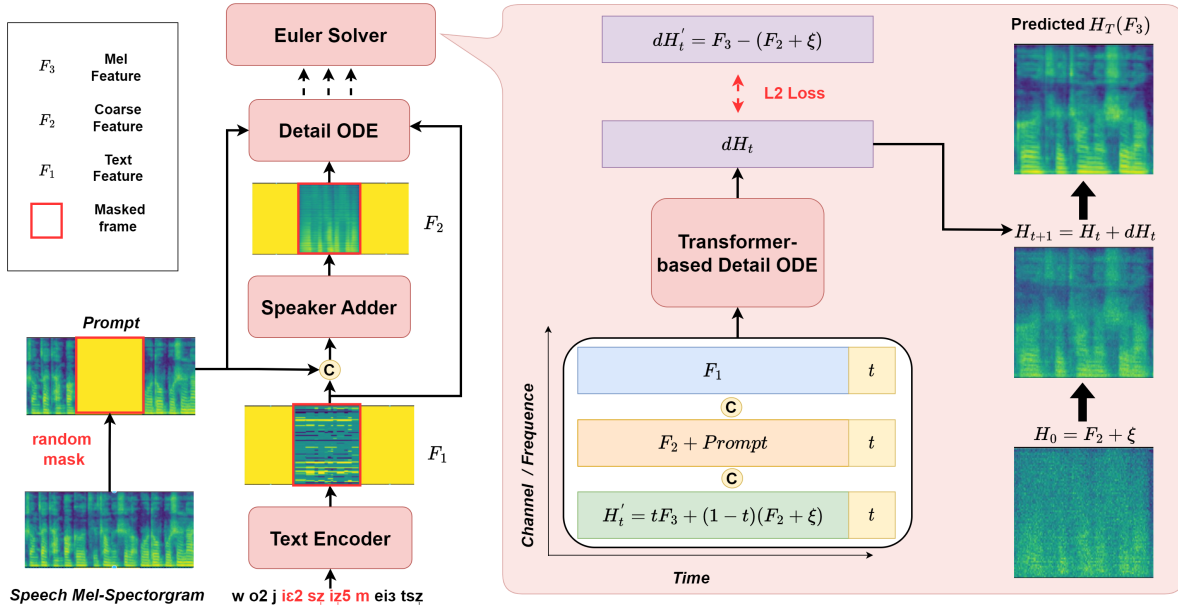 F₃ Mel
Feature
F₂ Coarse
Feature
F₁ Text
Feature
Masked
frame
Euler Solver
Detail ODE
F₂
Speaker Adder
Prompt
C
random
mask
F₁
Text Encoder
Speech Mel-Spectorgram
w o2 j iɛ2 sʐ̩ iʐ̩5 m ei3 tsʐ̩
dH′ₜ = F₃ − (F₂ + ξ)
L2 Loss
dHₜ
Transformer-
based Detail ODE
Channel / Frequence
F₁ t
C
F₂ + Prompt t
C
H′ₜ = tF₃ + (1 − t)(F₂ + ξ) t
Time
Predicted H_T(F₃)
Hₜ₊₁ = Hₜ + dHₜ
H₀ = F₂ + ξ